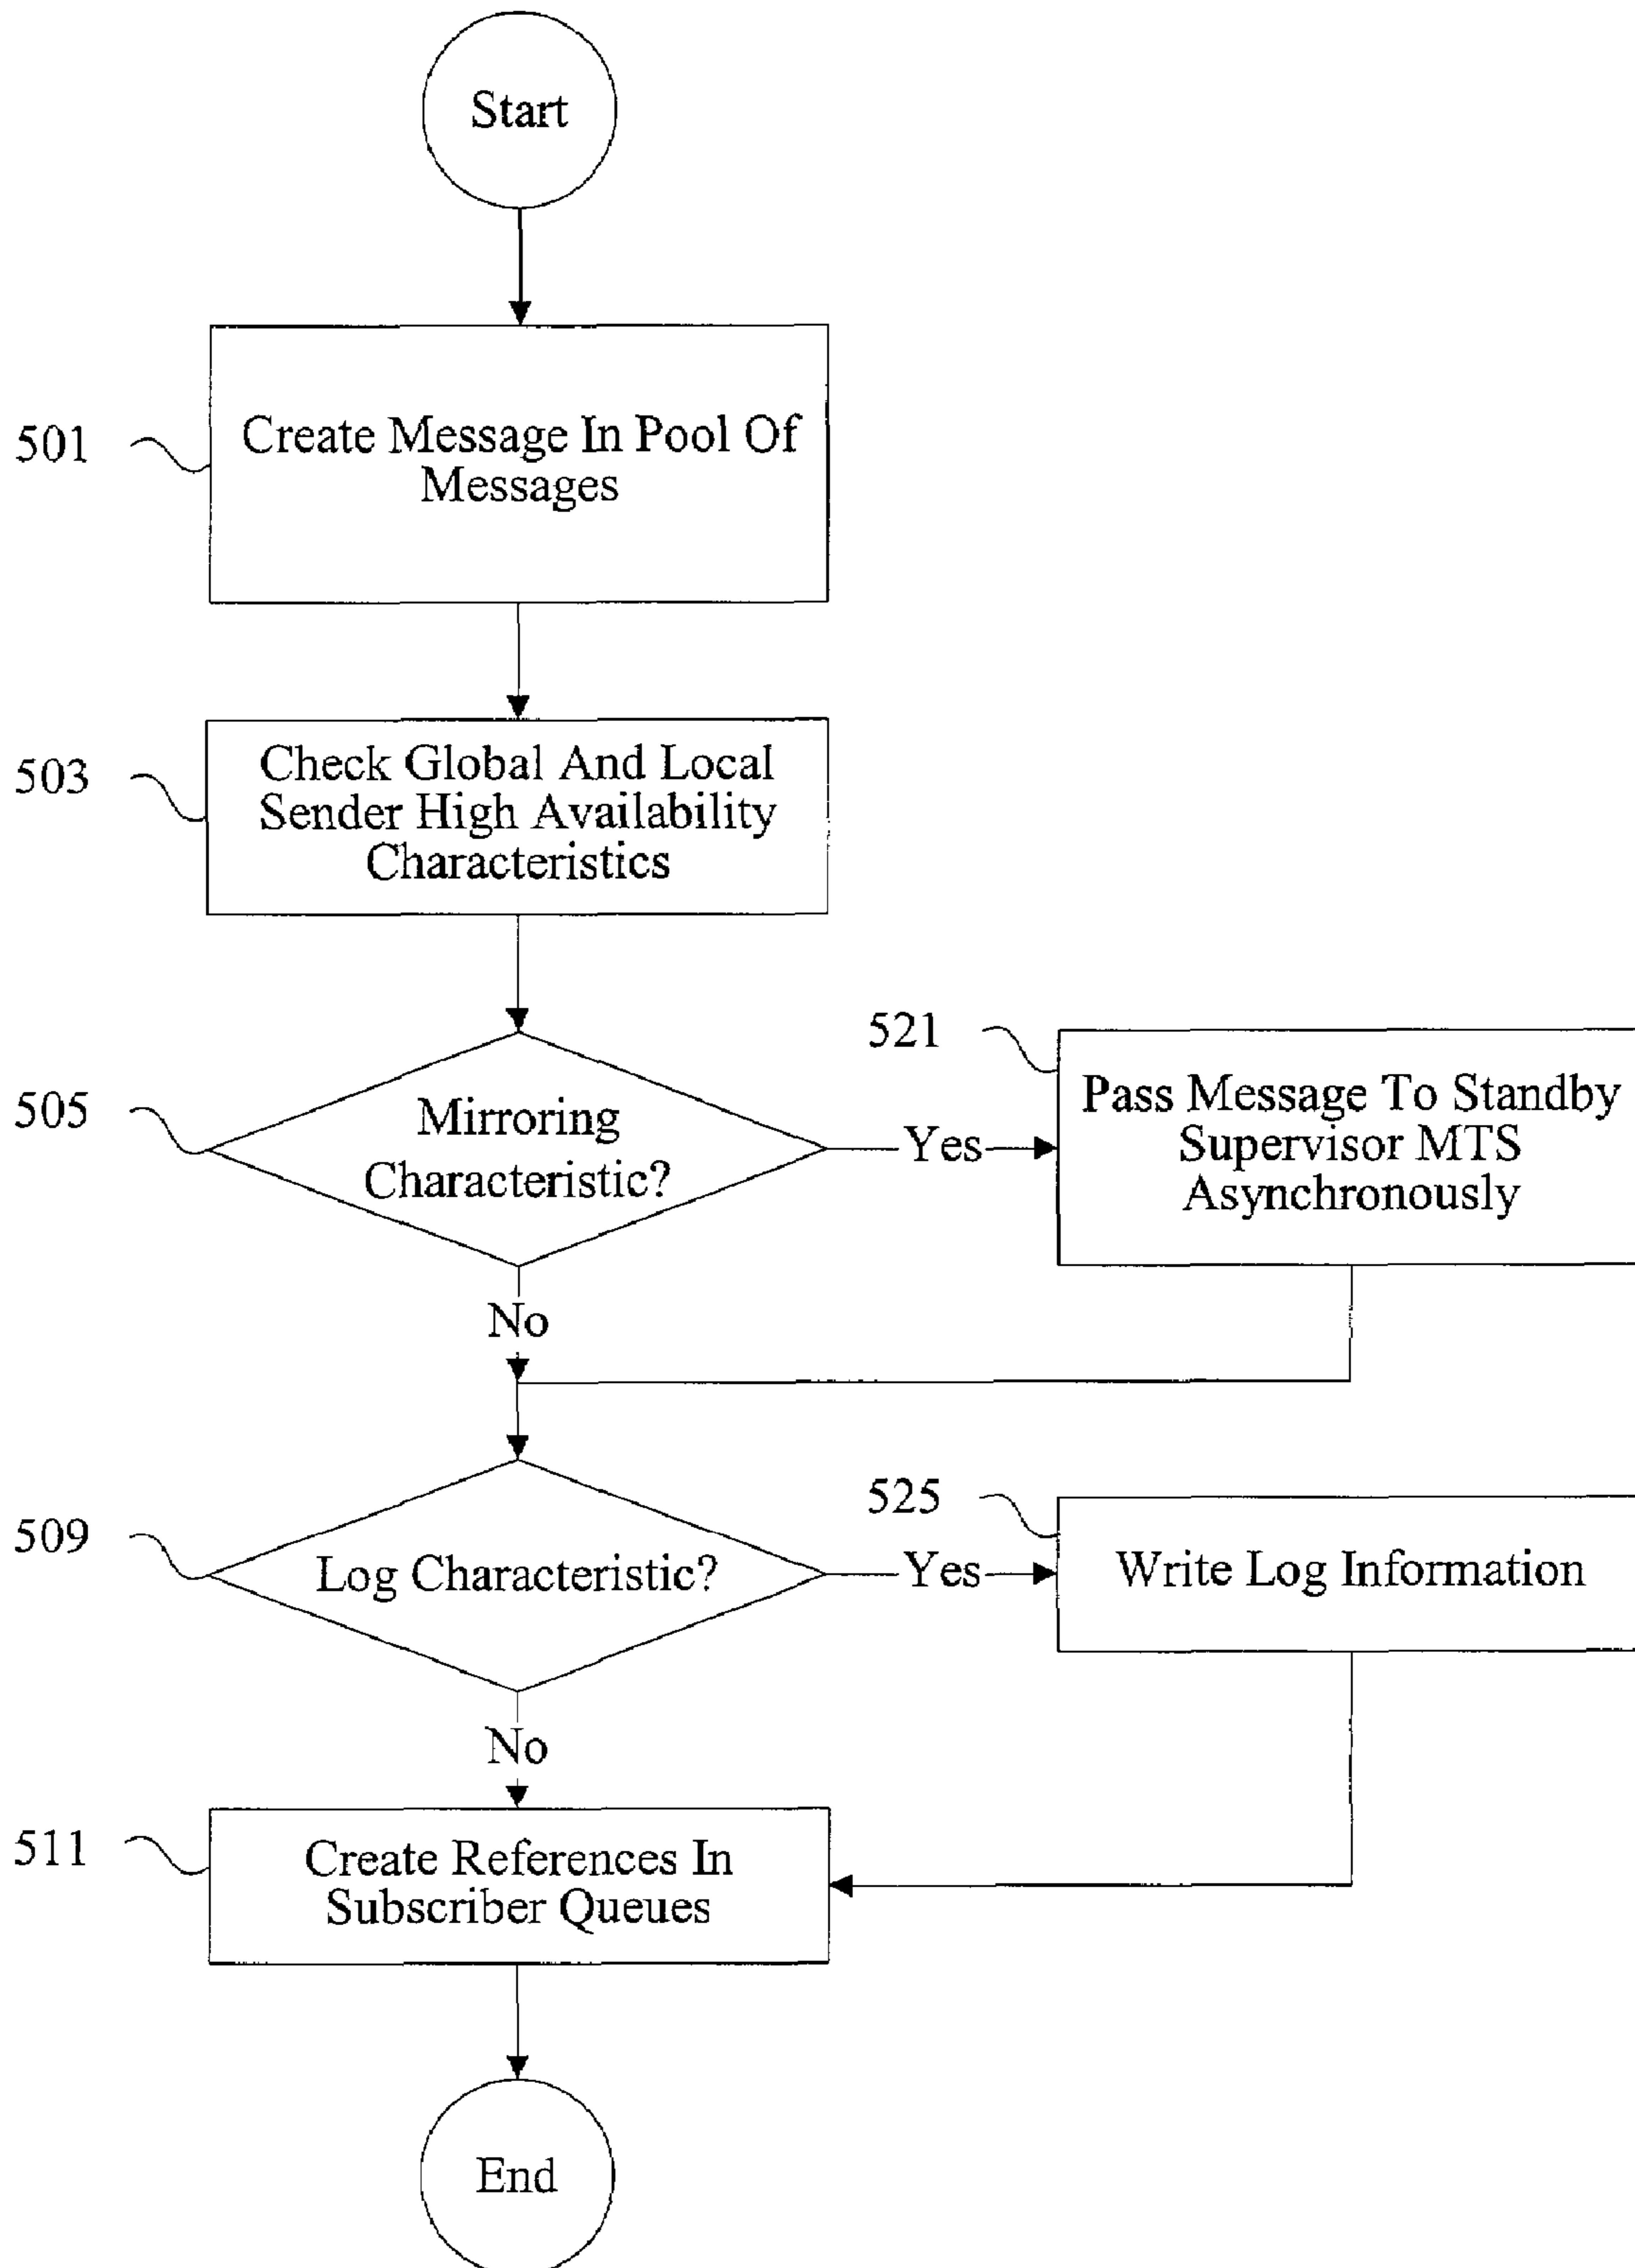 Start
501
Create Message In Pool Of
Messages
503
Check Global And Local
Sender High Availability
Characteristics
505
Mirroring
Characteristic?
Yes
521
Pass Message To Standby
Supervisor MTS
Asynchronously
No
509
Log Characteristic?
Yes
525
Write Log Information
No
511
Create References In
Subscriber Queues
End